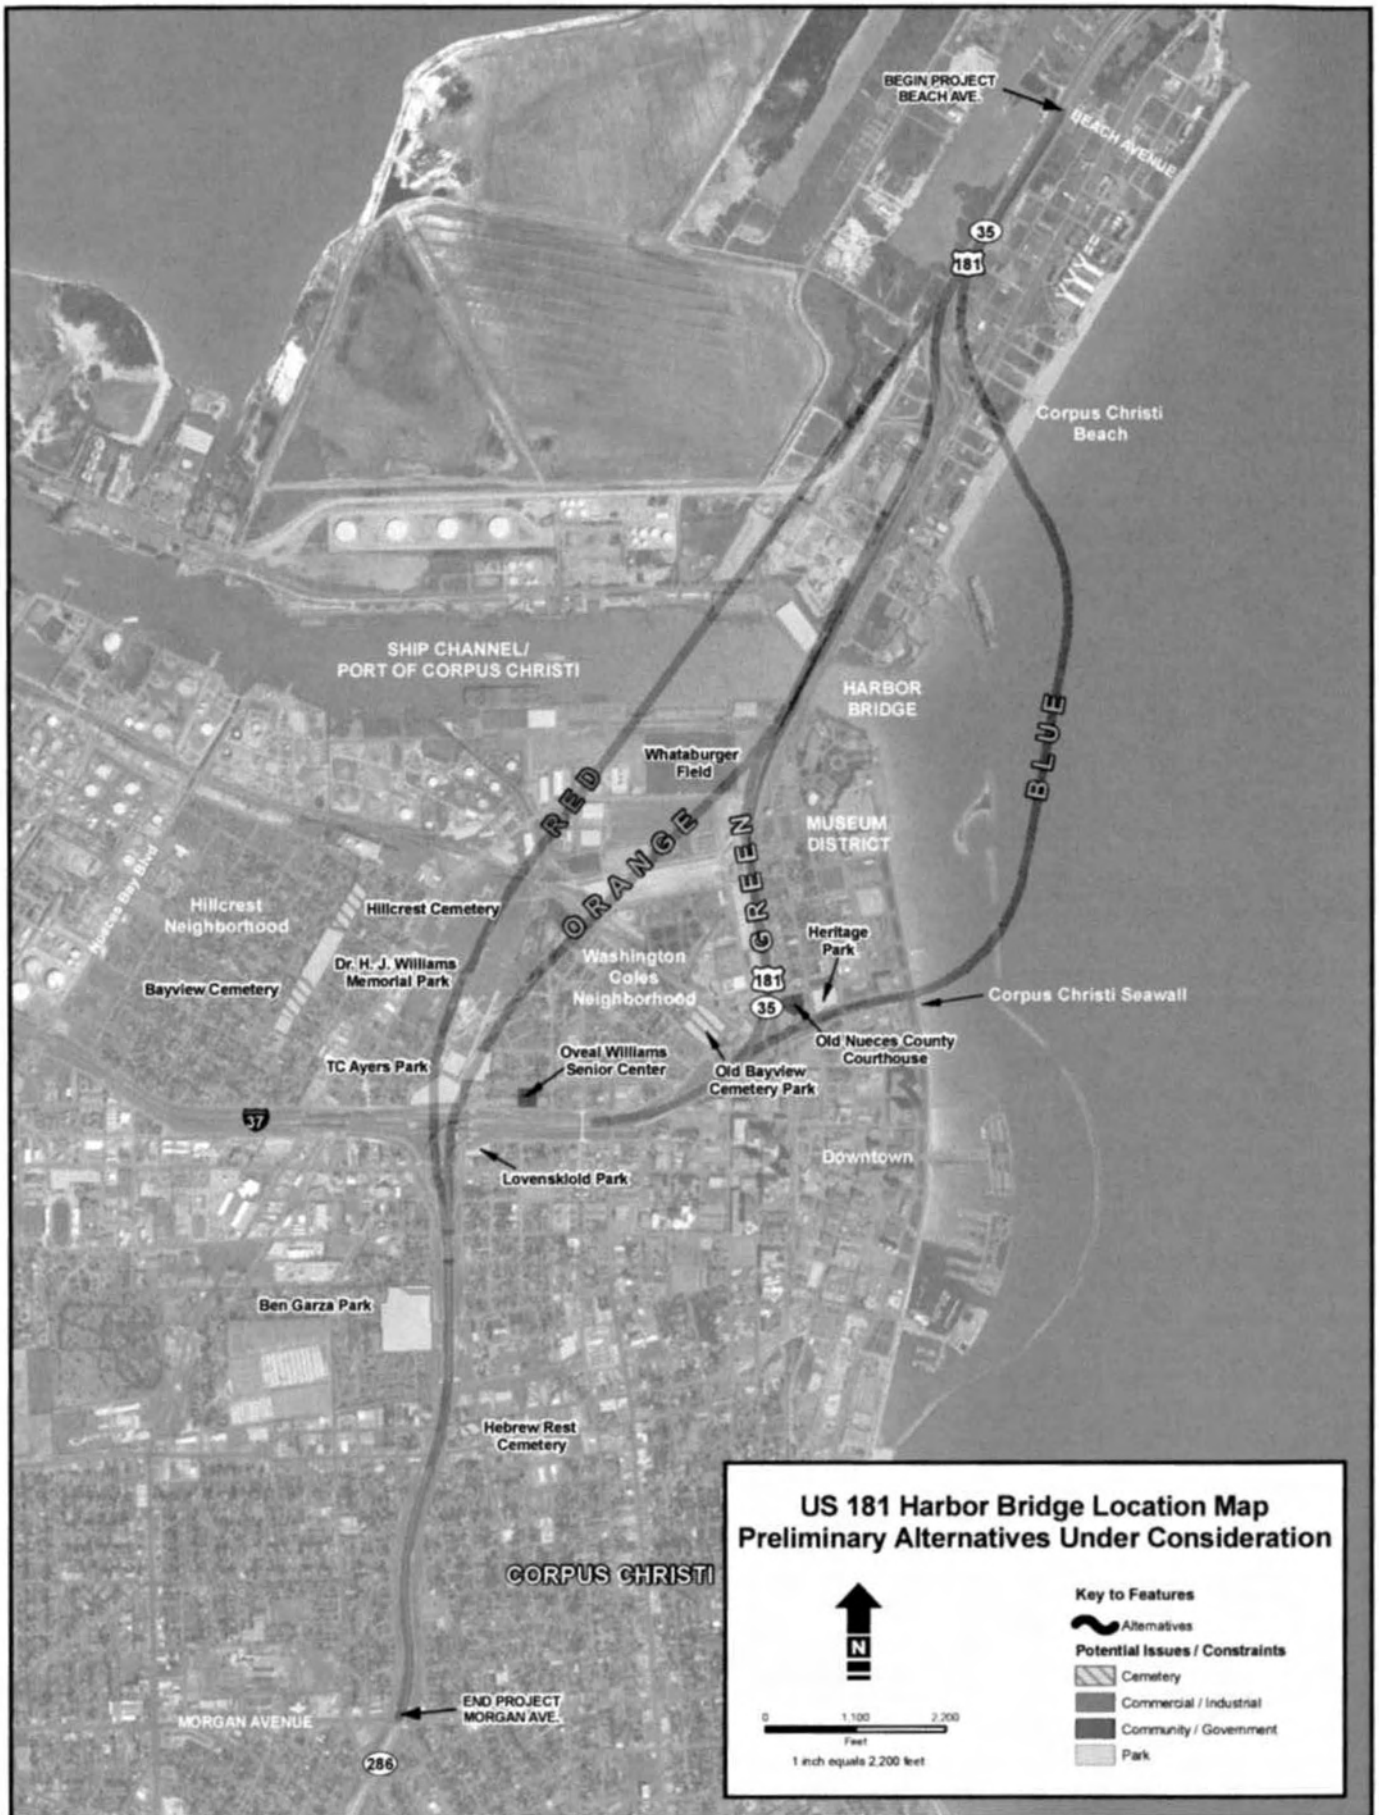 BEGIN PROJECT
BEACH AVE.
BEACH AVENUE
35
181
Corpus Christi
Beach
SHIP CHANNEL/
PORT OF CORPUS CHRISTI
HARBOR
BRIDGE
BLUE
Whataburger
Field
RED
ORANGE
GREEN
MUSEUM
DISTRICT
Nueces Bay Blvd
Hillcrest
Neighborhood
Hillcrest Cemetery
Heritage
Park
Washington
Coles
Neighborhood
Dr. H. J. Williams
Memorial Park
Bayview Cemetery
181
35
Corpus Christi Seawall
Old Nueces County
Courthouse
TC Ayers Park
Oveal Williams
Senior Center
Old Bayview
Cemetery Park
37
Downtown
Lovenskiold Park
Ben Garza Park
Hebrew Rest
Cemetery
CORPUS CHRISTI
END PROJECT
MORGAN AVE.
MORGAN AVENUE
286
US 181 Harbor Bridge Location Map
Preliminary Alternatives Under Consideration
N
0 1,100 2,200
Feet
1 inch equals 2,200 feet
Key to Features
Alternatives
Potential Issues / Constraints
Cemetery
Commercial / Industrial
Community / Government
Park